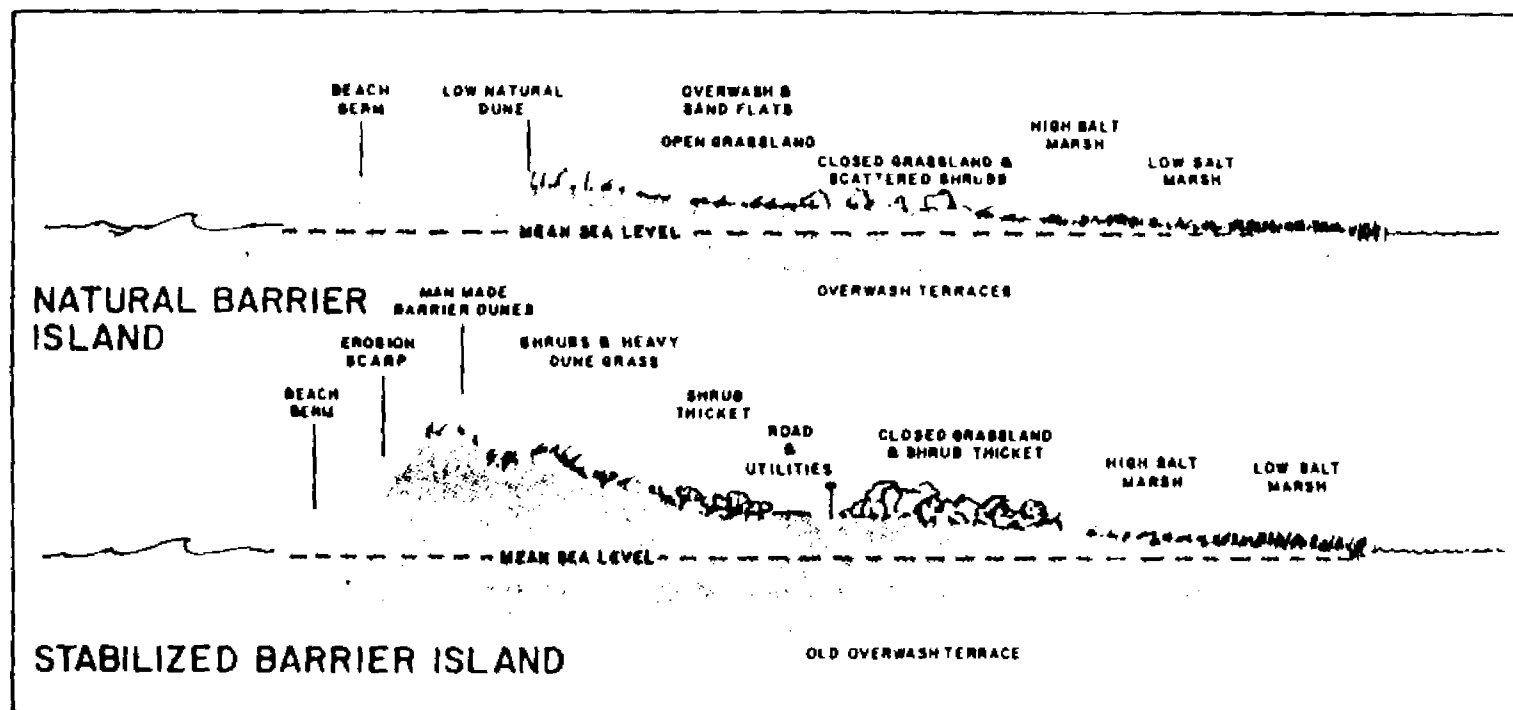 BEACH
BERM
LOW NATURAL
DUNE
OVERWASH &
SAND FLATS
OPEN GRASSLAND
CLOSED GRASSLAND &
SCATTERED SHRUBS
HIGH SALT
MARSH
LOW SALT
MARSH
MEAN SEA LEVEL
OVERWASH TERRACES
NATURAL BARRIER
ISLAND
BEACH
BERM
EROSION
SCARP
MAN MADE
BARRIER DUNES
SHRUBS & HEAVY
DUNE GRASS
SHRUB
THICKET
ROAD
&
UTILITIES
CLOSED GRASSLAND
& SHRUB THICKET
HIGH SALT
MARSH
LOW SALT
MARSH
MEAN SEA LEVEL
OLD OVERWASH TERRACE
STABILIZED BARRIER ISLAND